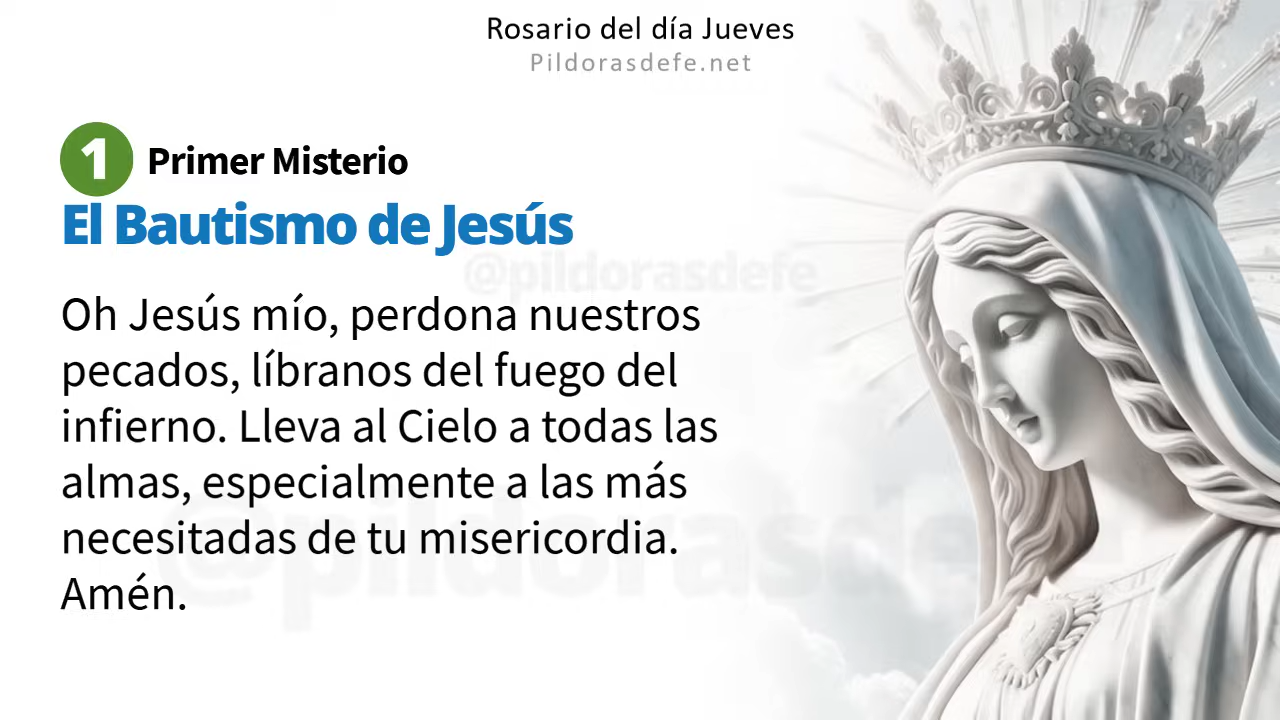 Rosario del día Jueves
Pildorasdefe.net
1 Primer Misterio
El Bautismo de Jesús
@pildorasdefe
Oh Jesús mío, perdona nuestros
pecados, líbranos del fuego del
infierno. Lleva al Cielo a todas las
almas, especialmente a las más
necesitadas de tu misericordia.
Amén.
@pildorasdefe